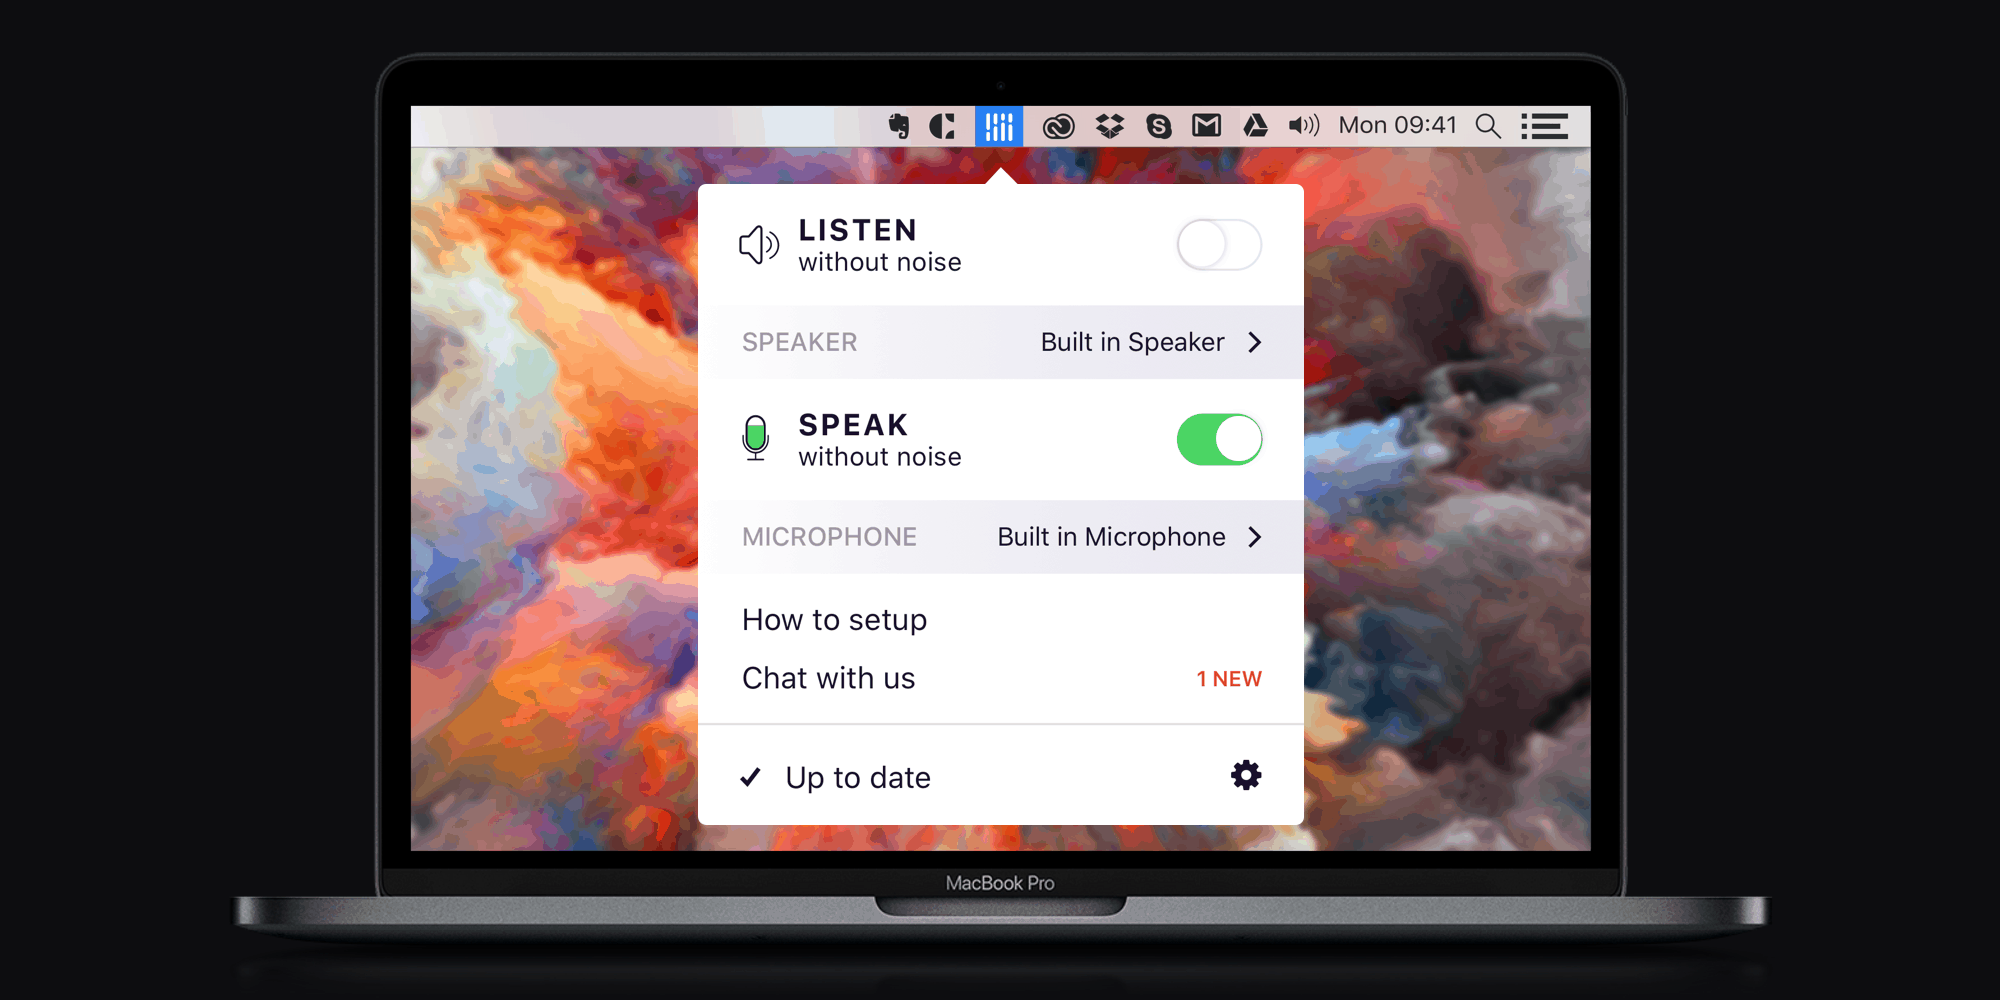 Mon 09:41
LISTEN
without noise
SPEAKER Built in Speaker
SPEAK
without noise
MICROPHONE Built in Microphone
How to setup
Chat with us 1 NEW
Up to date
MacBook Pro